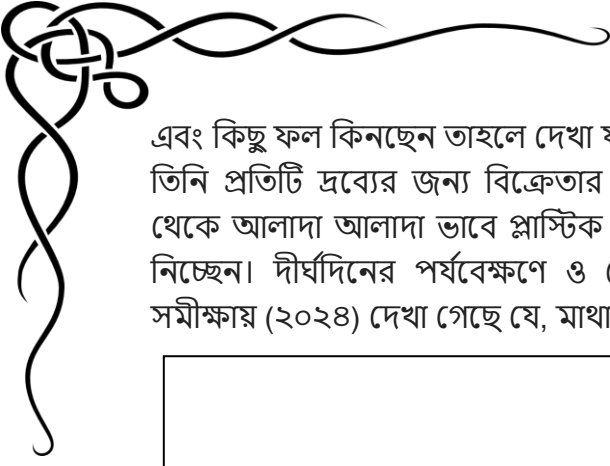 এবং কিছু ফল কিনছেন তাহলে দেখা
তিনি প্রতিটি দ্রব্যের জন্য বিক্রেতার
থেকে আলাদা আলাদা ভাবে প্লাস্টিক
নিচ্ছেন। দীর্ঘদিনের পর্যবেক্ষণে ও
সমীক্ষায় (২০২৪) দেখা গেছে যে, মাথা